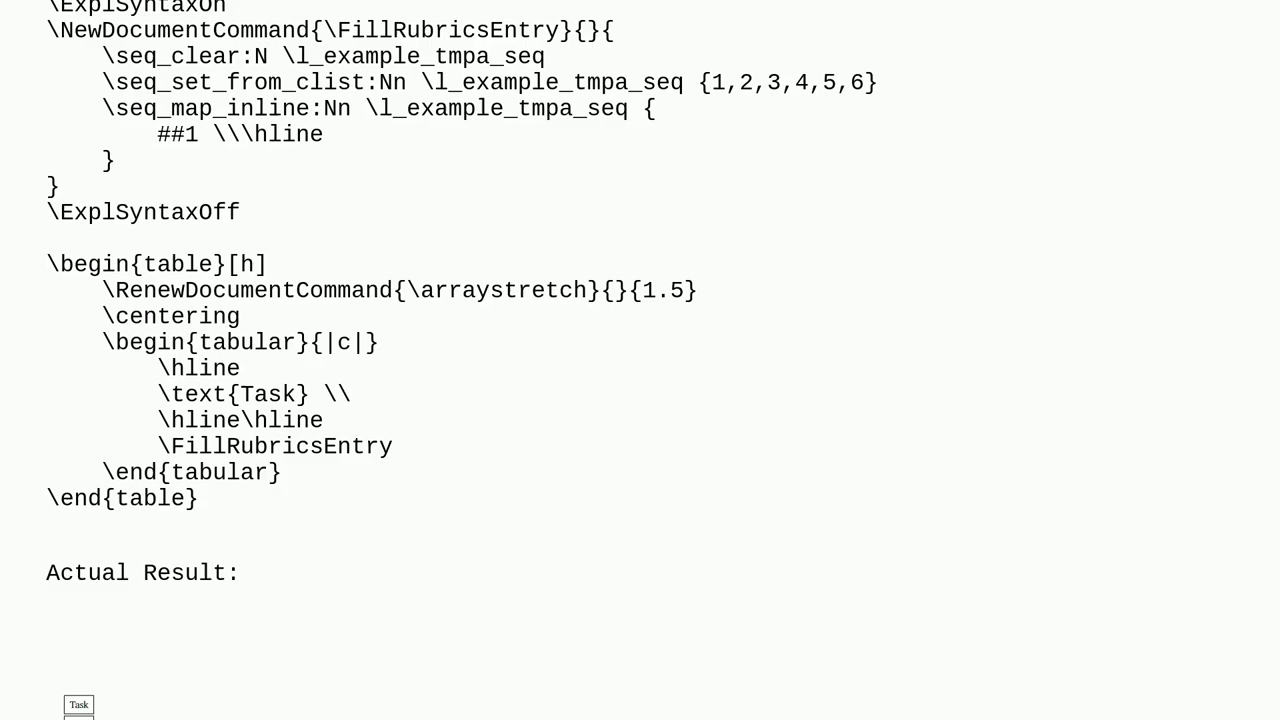 \ExplSyntaxOn
\NewDocumentCommand{\FillRubricsEntry}{}{
    \seq_clear:N \l_example_tmpa_seq
    \seq_set_from_clist:Nn \l_example_tmpa_seq {1,2,3,4,5,6}
    \seq_map_inline:Nn \l_example_tmpa_seq {
        ##1 \\\hline
    }
}
\ExplSyntaxOff

\begin{table}[h]
    \RenewDocumentCommand{\arraystretch}{}{1.5}
    \centering
    \begin{tabular}{|c|}
        \hline
        \text{Task} \\
        \hline\hline
        \FillRubricsEntry
    \end{tabular}
\end{table}

Actual Result:

Task